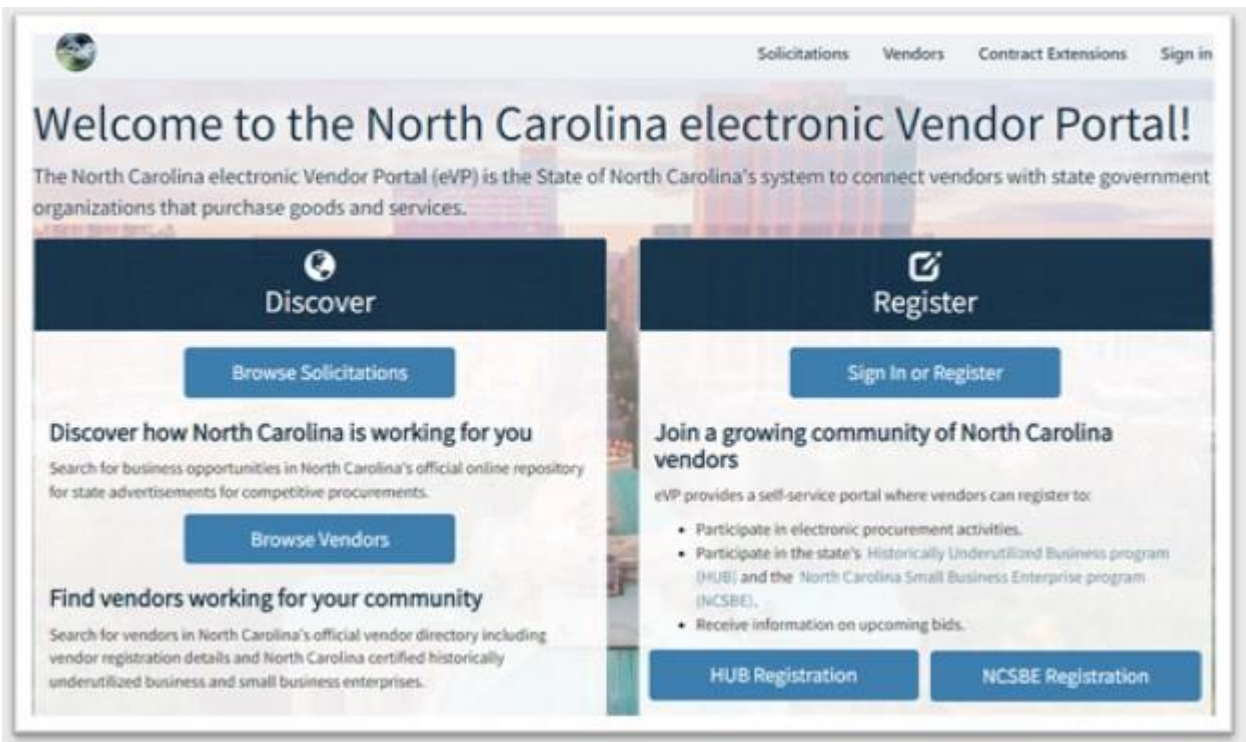 Solicitations Vendors Contract Extensions Sign in
Welcome to the North Carolina electronic Vendor Portal!
The North Carolina electronic Vendor Portal (eVP) is the State of North Carolina's system to connect vendors with state government
organizations that purchase goods and services.
Discover
Browse Solicitations
Discover how North Carolina is working for you
Search for business opportunities in North Carolina's official online repository
for state advertisements for competitive procurements.
Browse Vendors
Find vendors working for your community
Search for vendors in North Carolina's official vendor directory including
vendor registration details and North Carolina certified historically
underutilized business and small business enterprises.
Register
Sign In or Register
Join a growing community of North Carolina
vendors
eVP provides a self-service portal where vendors can register to:
• Participate in electronic procurement activities.
• Participate in the state's Historically Underutilized Business program
(HUB) and the North Carolina Small Business Enterprise program
(NCSBE).
• Receive information on upcoming bids.
HUB Registration
NCSBE Registration